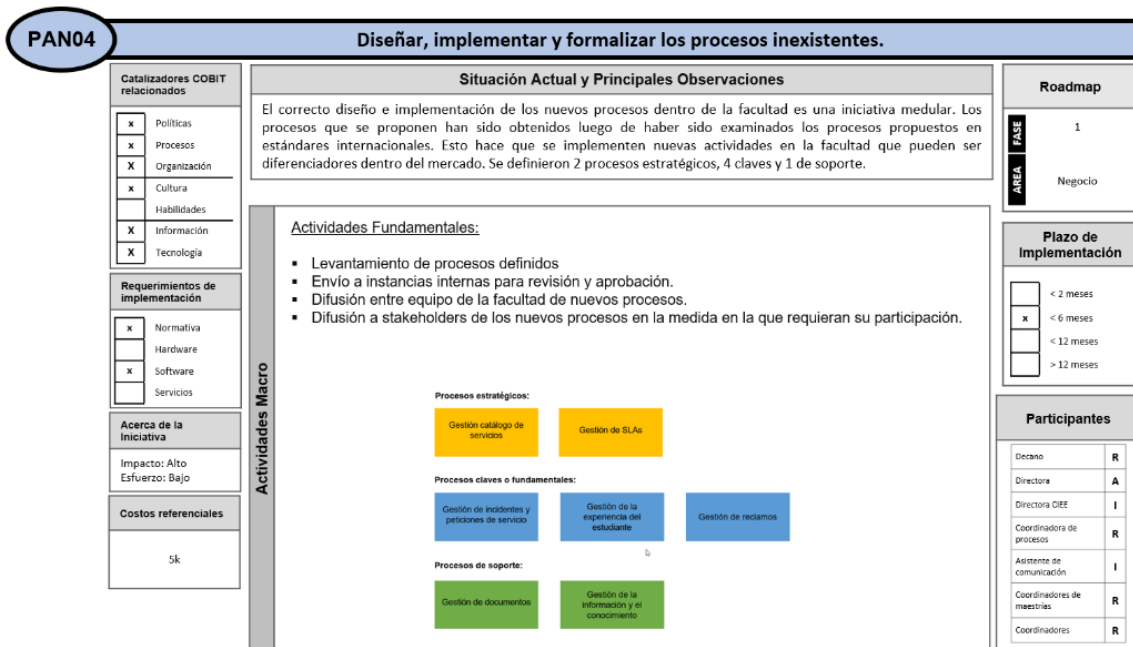 PAN04
Diseñar, implementar y formalizar los procesos inexistentes.
Catalizadores COBIT
relacionados
x Políticas
x Procesos
X Organización
x Cultura
Habilidades
X Información
X Tecnología
Requerimientos de
implementación
x Normativa
Hardware
x Software
Servicios
Acerca de la
Iniciativa
Impacto: Alto
Esfuerzo: Bajo
Costos referenciales
5k
Situación Actual y Principales Observaciones
El correcto diseño e implementación de los nuevos procesos dentro de la facultad es una iniciativa medular. Los
procesos que se proponen han sido obtenidos luego de haber sido examinados los procesos propuestos en
estándares internacionales. Esto hace que se implementen nuevas actividades en la facultad que pueden ser
diferenciadores dentro del mercado. Se definieron 2 procesos estratégicos, 4 claves y 1 de soporte.
Actividades Macro
Actividades Fundamentales:
▪ Levantamiento de procesos definidos
▪ Envío a instancias internas para revisión y aprobación.
▪ Difusión entre equipo de la facultad de nuevos procesos.
▪ Difusión a stakeholders de los nuevos procesos en la medida en la que requieran su participación.
Procesos estratégicos:
Gestión catálogo de
servicios
Gestión de SLAs
Procesos claves o fundamentales:
Gestión de incidentes y
peticiones de servicio
Gestión de la
experiencia del
estudiante
Gestión de reclamos
Procesos de soporte:
Gestión de documentos
Gestión de la
información y el
conocimiento
Roadmap
FASE
1
AREA
Negocio
Plazo de
Implementación
< 2 meses
x < 6 meses
< 12 meses
> 12 meses
Participantes
Decano R
Directora A
Directora CIEE I
Coordinadora de
procesos R
Asistente de
comunicación I
Coordinadores de
maestrías R
Coordinadores R